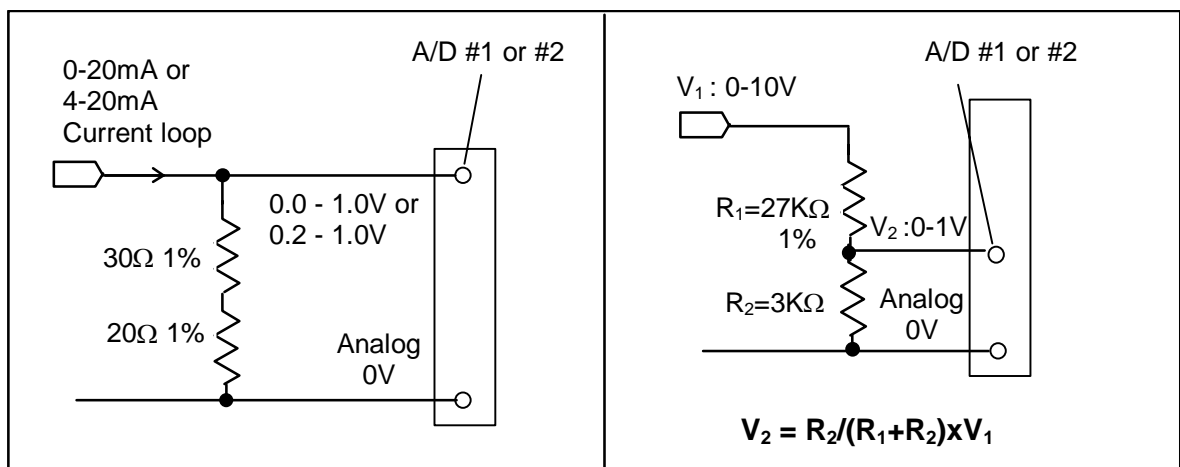 0-20mA or
4-20mA
Current loop
A/D #1 or #2
0.0 - 1.0V or
0.2 - 1.0V
30Ω 1%
20Ω 1%
Analog
0V
A/D #1 or #2
V₁ : 0-10V
R₁=27KΩ
1%
V₂ :0-1V
R₂=3KΩ
Analog
0V
V₂ = R₂/(R₁+R₂)xV₁